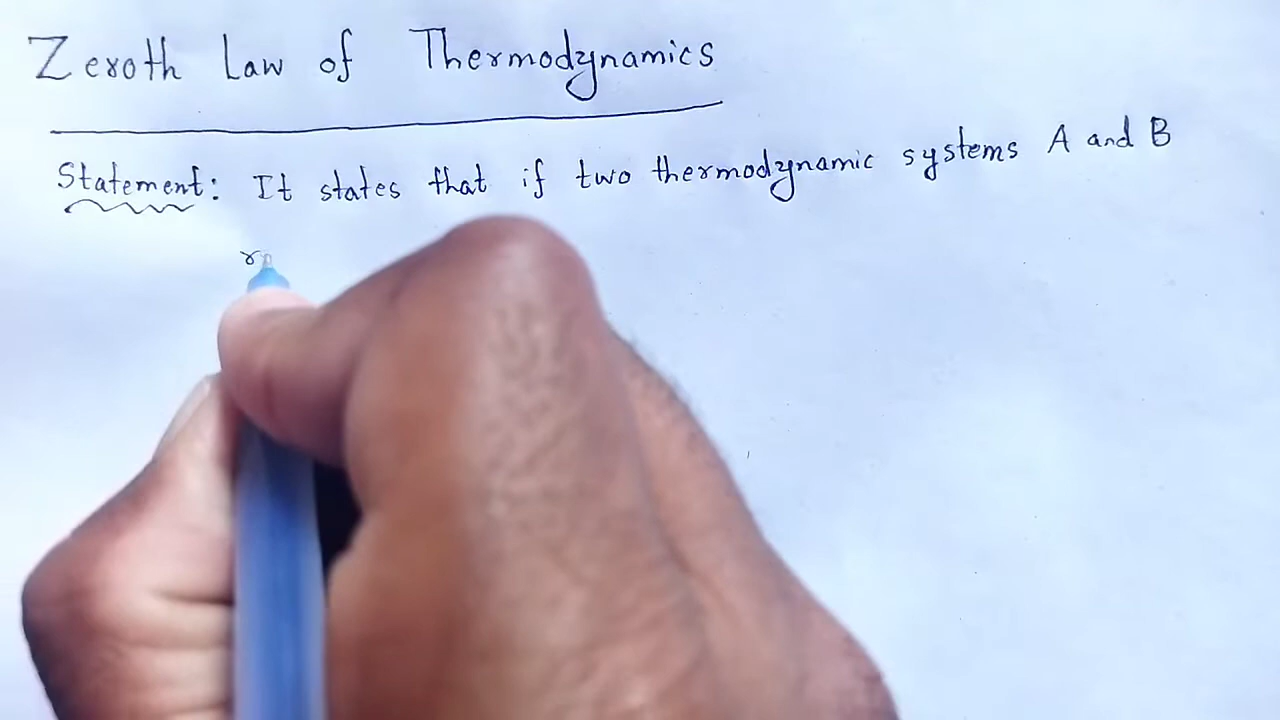 Zeroth Law of Thermodynamics
Statement: It states that if two thermodynamic systems A and B